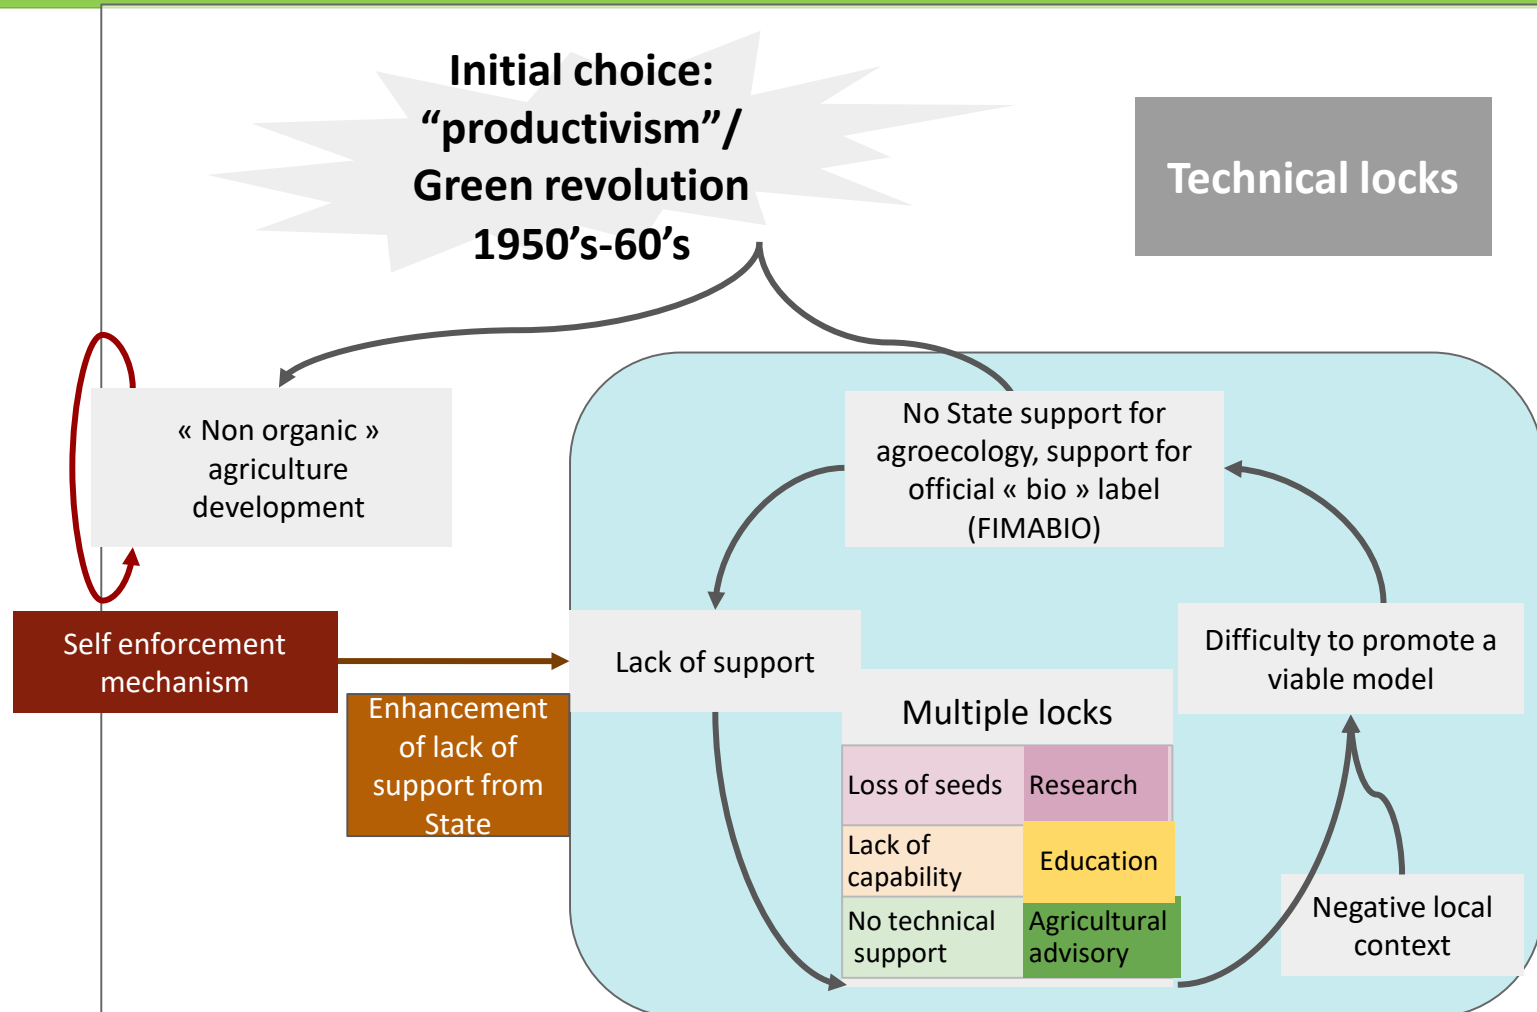 Initial choice:
“productivism”/
Green revolution
1950’s-60’s
Technical locks
« Non organic »
agriculture
development
No State support for
agroecology, support for
official « bio » label
(FIMABIO)
Self enforcement
mechanism
Enhancement
of lack of
support from
State
Lack of support
Difficulty to promote a
viable model
Multiple locks
Loss of seeds
Research
Lack of
capability
Education
No technical
support
Agricultural
advisory
Negative local
context